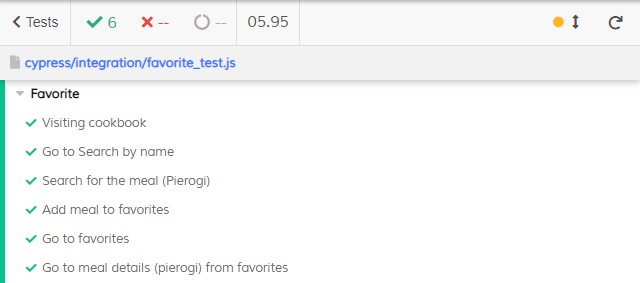 Tests 6 -- -- 05.95
cypress/integration/favorite_test.js
Favorite
Visiting cookbook
Go to Search by name
Search for the meal (Pierogi)
Add meal to favorites
Go to favorites
Go to meal details (pierogi) from favorites